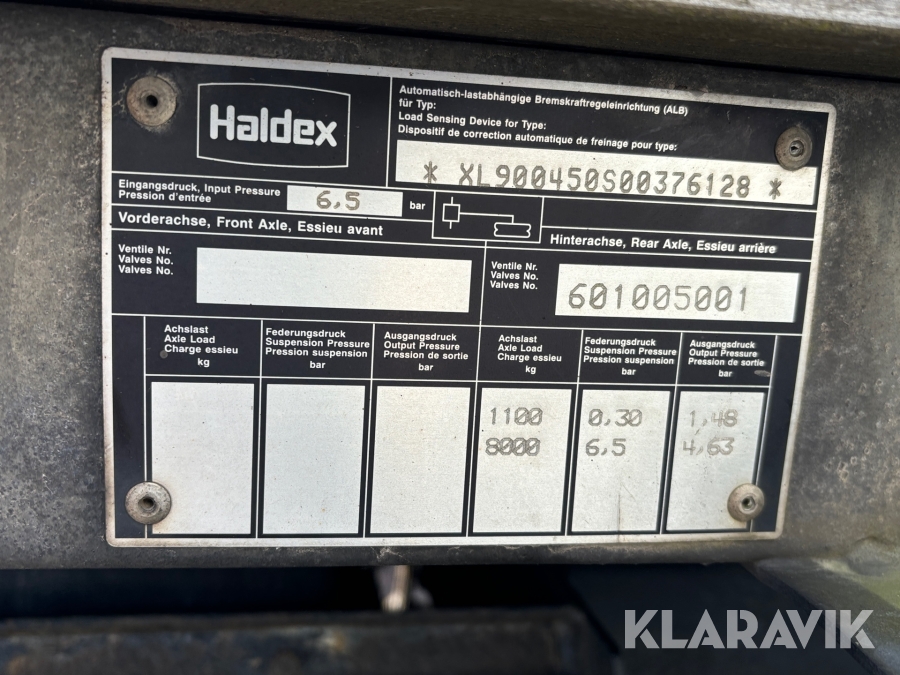 Haldex
Automatisch-lastabhängige Bremskraftregeleinrichtung (ALB)
für Typ:
Load Sensing Device for Type:
Dispositif de correction automatique de freinage pour type:
* XL900450S00376128 *
Eingangsdruck, Input Pressure
Pression d'entrée
6,5
bar
Vorderachse, Front Axle, Essieu avant
Hinterachse, Rear Axle, Essieu arrière
Ventile Nr.
Valves No.
Valves No.
Ventile Nr.
Valves No.
Valves No.
601005001
Achslast
Axle Load
Charge essieu
kg
Federungsdruck
Suspension Pressure
Pression suspension
bar
Ausgangsdruck
Output Pressure
Pression de sortie
bar
Achslast
Axle Load
Charge essieu
kg
Federungsdruck
Suspension Pressure
Pression suspension
bar
Ausgangsdruck
Output Pressure
Pression de sortie
bar
1100 0,30 1,48
8000 6,5 4,63
KLARAVIK